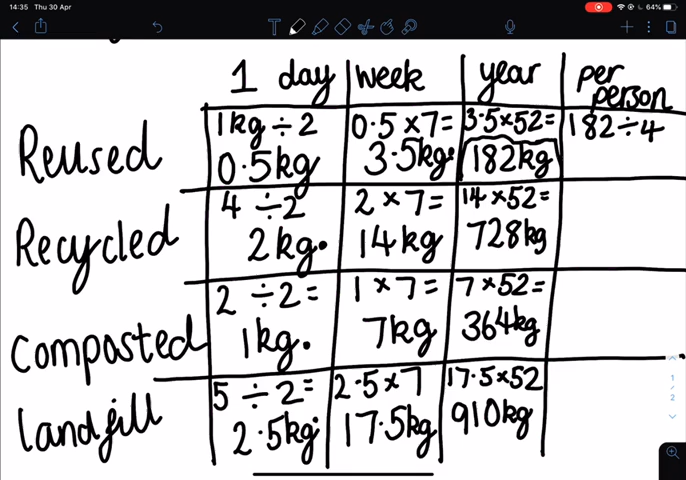 14:35 Thu 30 Apr
64%
1 day week year per person
Reused
1kg ÷ 2
0.5kg
0.5 × 7 =
3.5kg.
3.5 × 52 =
182kg
182 ÷ 4
Recycled
4 ÷ 2
2kg.
2 × 7 =
14kg
14 × 52 =
728kg
Composted
2 ÷ 2 =
1kg.
1 × 7 =
7kg
7 × 52 =
364kg
landfill
5 ÷ 2 =
2.5kg
2.5 × 7
17.5kg
17.5 × 52
910kg
1
/ 2